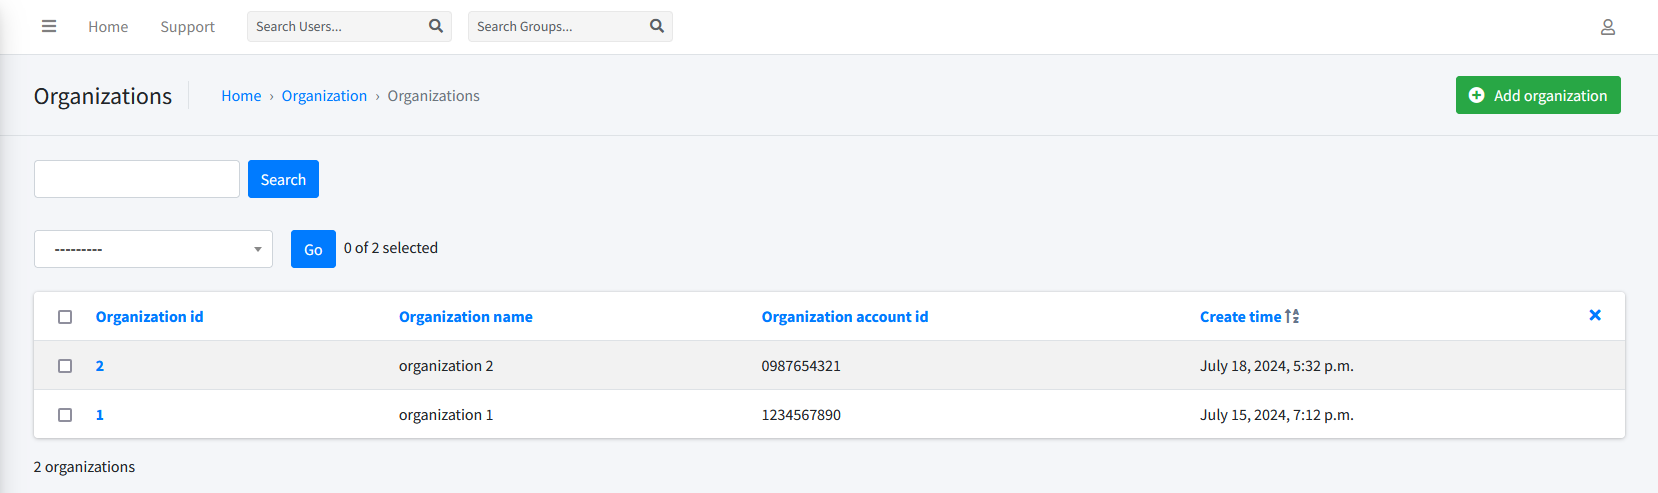 Home Support Search Users... Search Groups...
Organizations Home › Organization › Organizations Add organization
Search
--------- Go 0 of 2 selected
Organization id Organization name Organization account id Create time
2 organization 2 0987654321 July 18, 2024, 5:32 p.m.
1 organization 1 1234567890 July 15, 2024, 7:12 p.m.
2 organizations